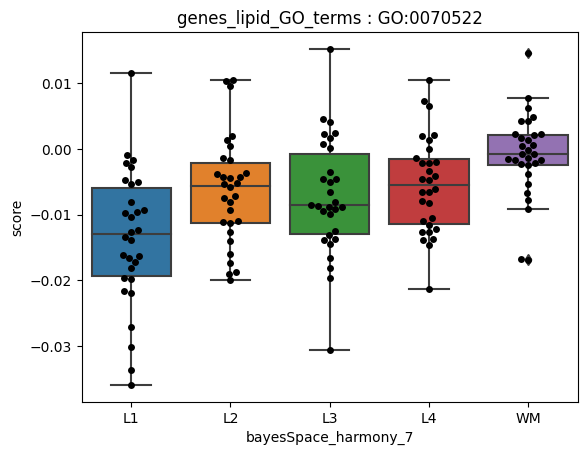 genes_lipid_GO_terms : GO:0070522
0.01
0.00
−0.01
−0.02
−0.03
score
L1 L2 L3 L4 WM
bayesSpace_harmony_7